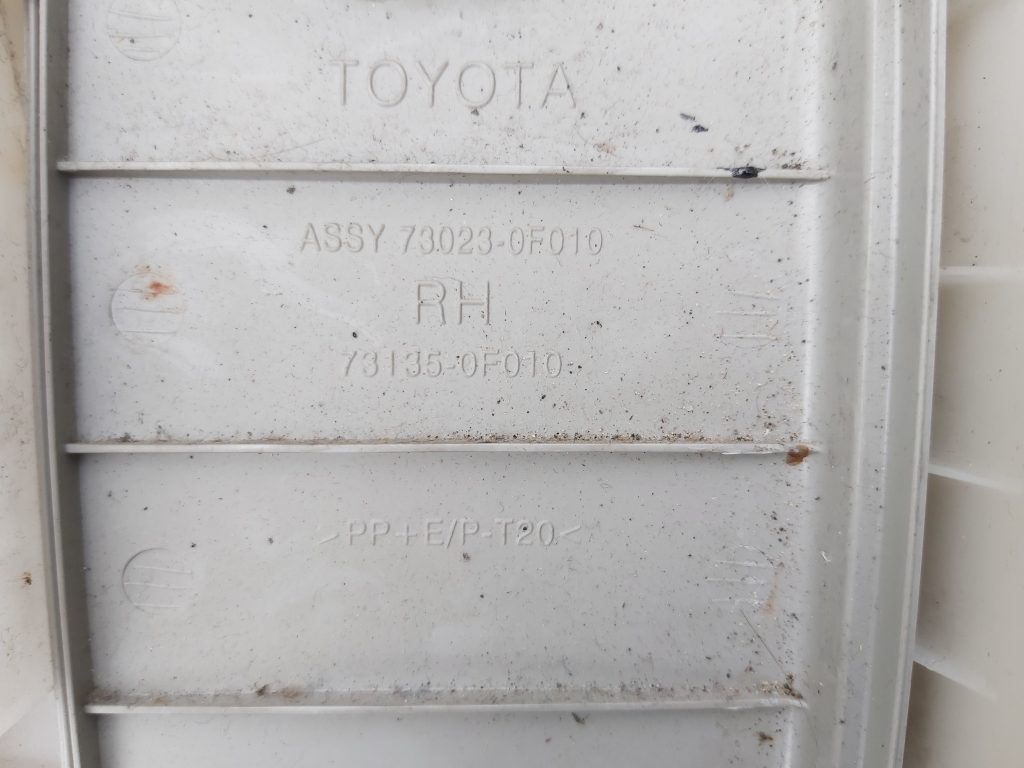 TOYOTA
ASSY 73023-0F010
RH
73135-0F010
>PP+E/P-T20<